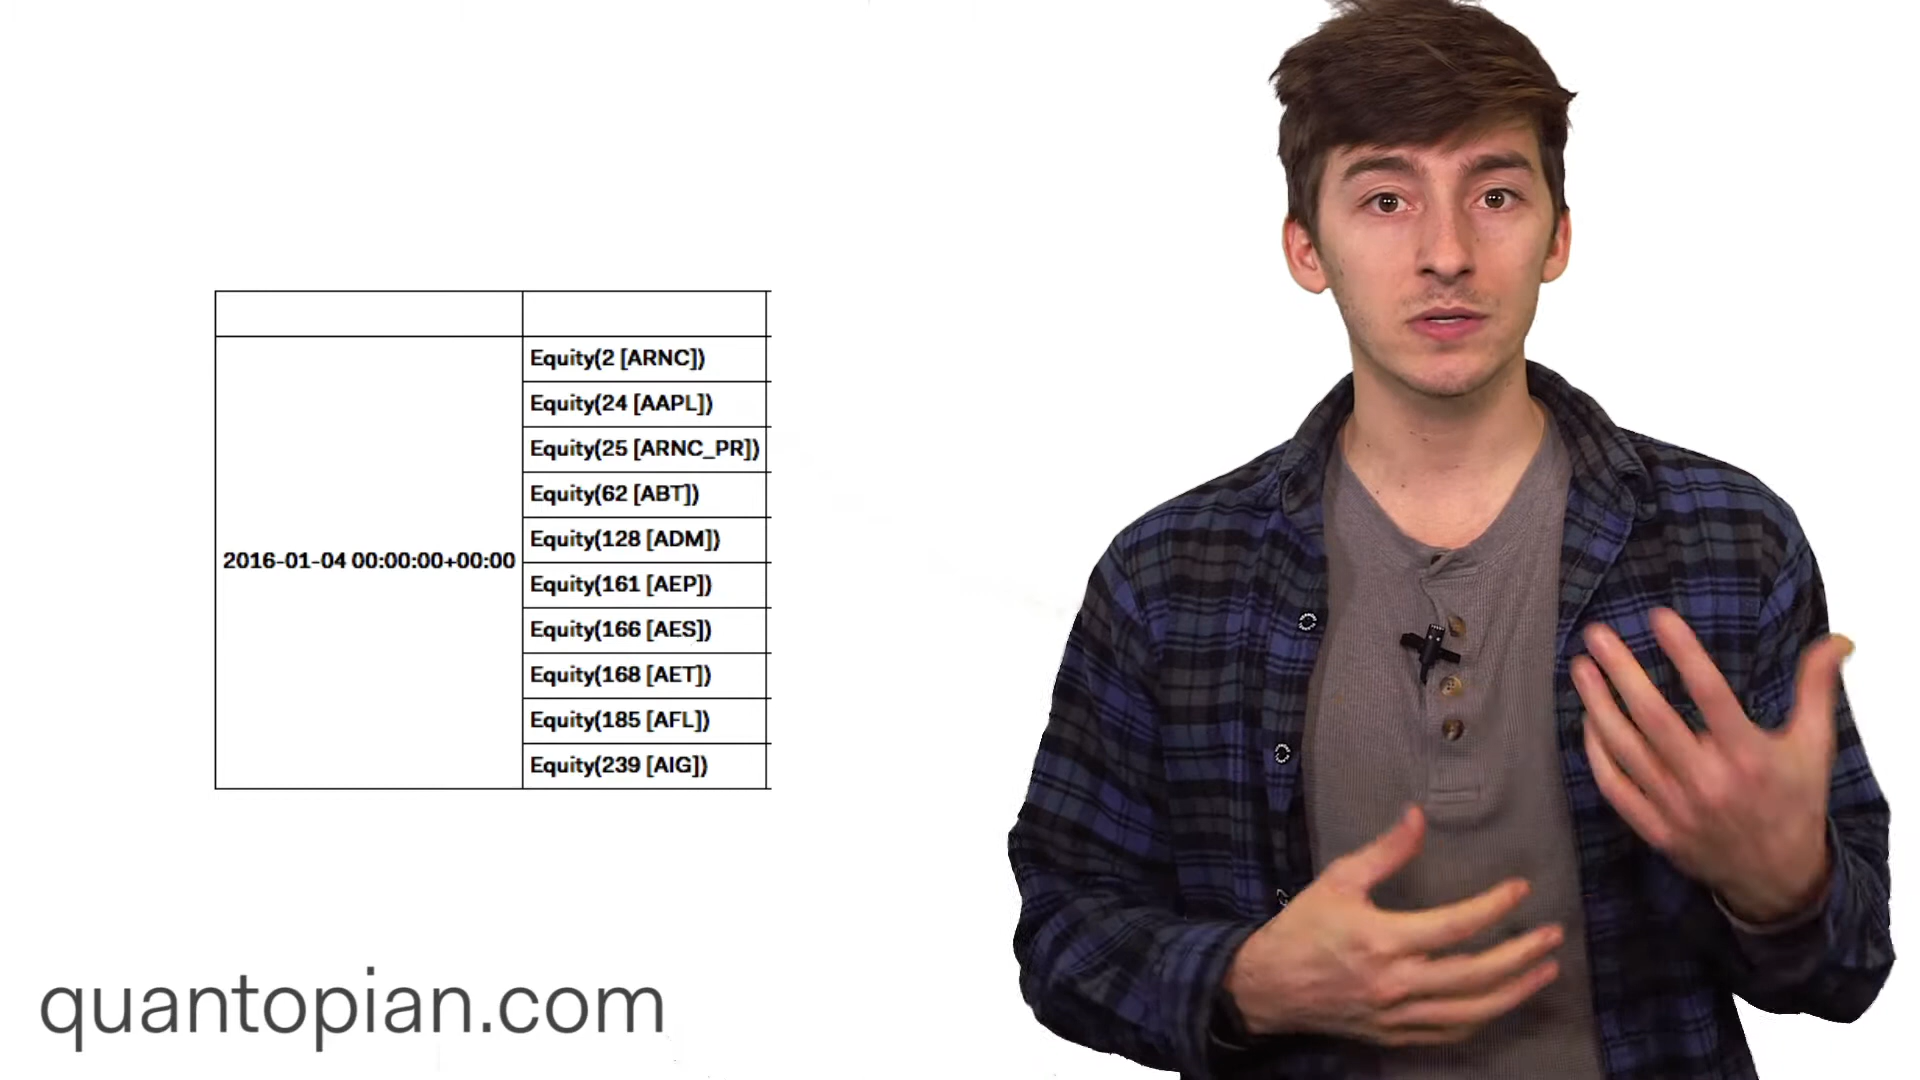 Equity(2 [ARNC])
Equity(24 [AAPL])
Equity(25 [ARNC_PR])
Equity(62 [ABT])
Equity(128 [ADM])
2016-01-04 00:00:00+00:00
Equity(161 [AEP])
Equity(166 [AES])
Equity(168 [AET])
Equity(185 [AFL])
Equity(239 [AIG])
quantopian.com